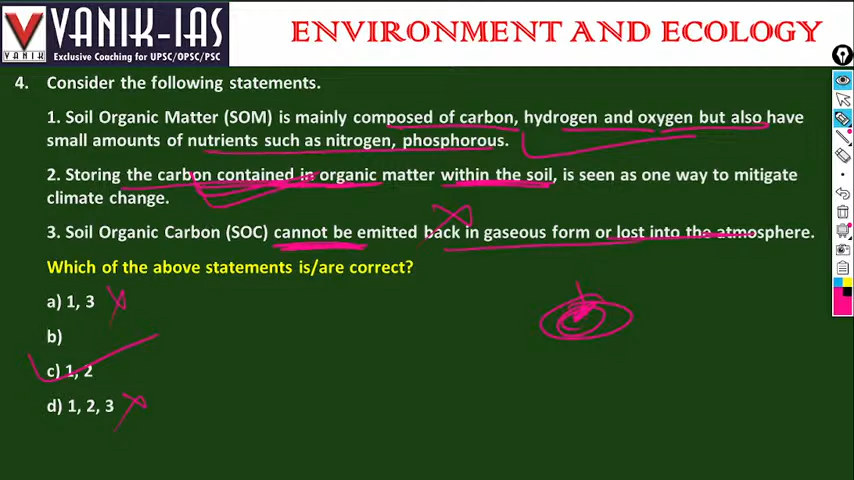 VANIK-IAS
VANIK
Exclusive Coaching for UPSC/OPSC/PSC
ENVIRONMENT AND ECOLOGY
4. Consider the following statements.
1. Soil Organic Matter (SOM) is mainly composed of carbon, hydrogen and oxygen but also have
small amounts of nutrients such as nitrogen, phosphorous.
2. Storing the carbon contained in organic matter within the soil, is seen as one way to mitigate
climate change.
3. Soil Organic Carbon (SOC) cannot be emitted back in gaseous form or lost into the atmosphere.
Which of the above statements is/are correct?
a) 1, 3
b)
c) 1, 2
d) 1, 2, 3